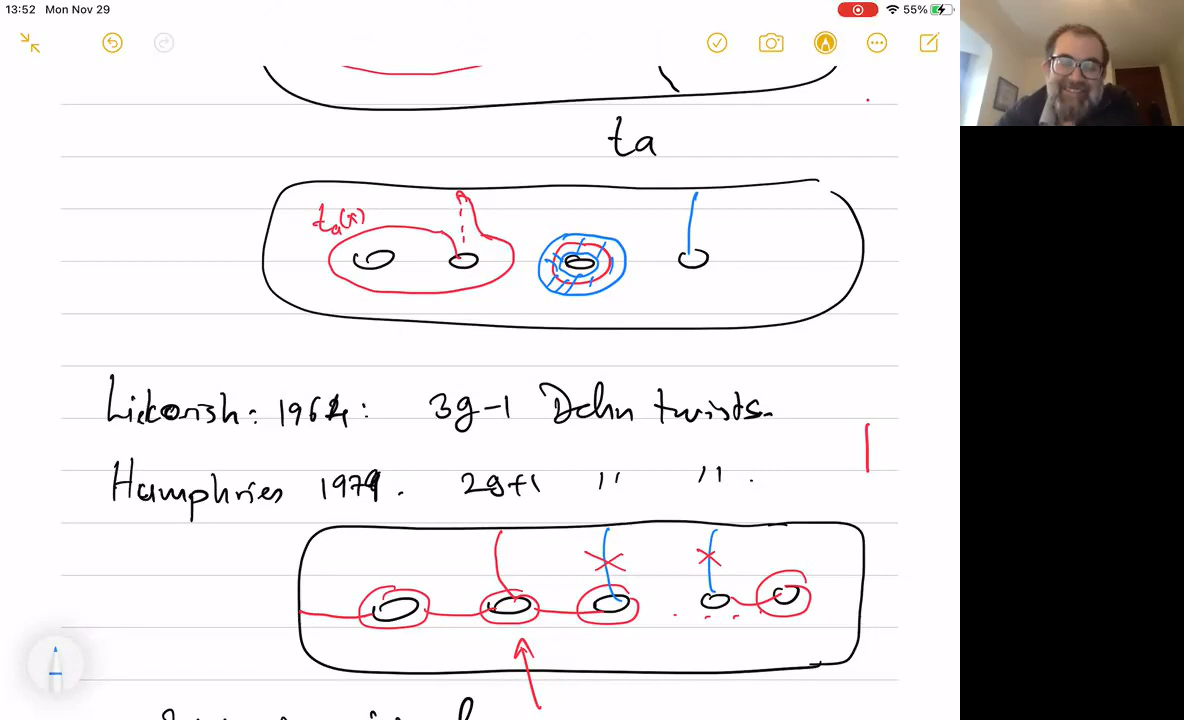 13:52 Mon Nov 29
55%
ta
ta(x)
Lickorish: 1964: 3g-1 Dehn twists.
Humphries 1979. 2g+1 '' '' .